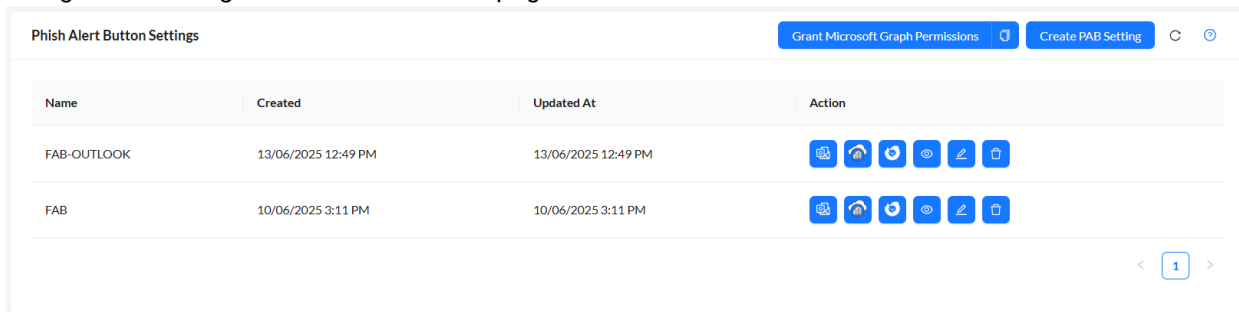 Phish Alert Button Settings
Grant Microsoft Graph Permissions
Create PAB Setting
Name Created Updated At Action
FAB-OUTLOOK 13/06/2025 12:49 PM 13/06/2025 12:49 PM
FAB 10/06/2025 3:11 PM 10/06/2025 3:11 PM
< 1 >